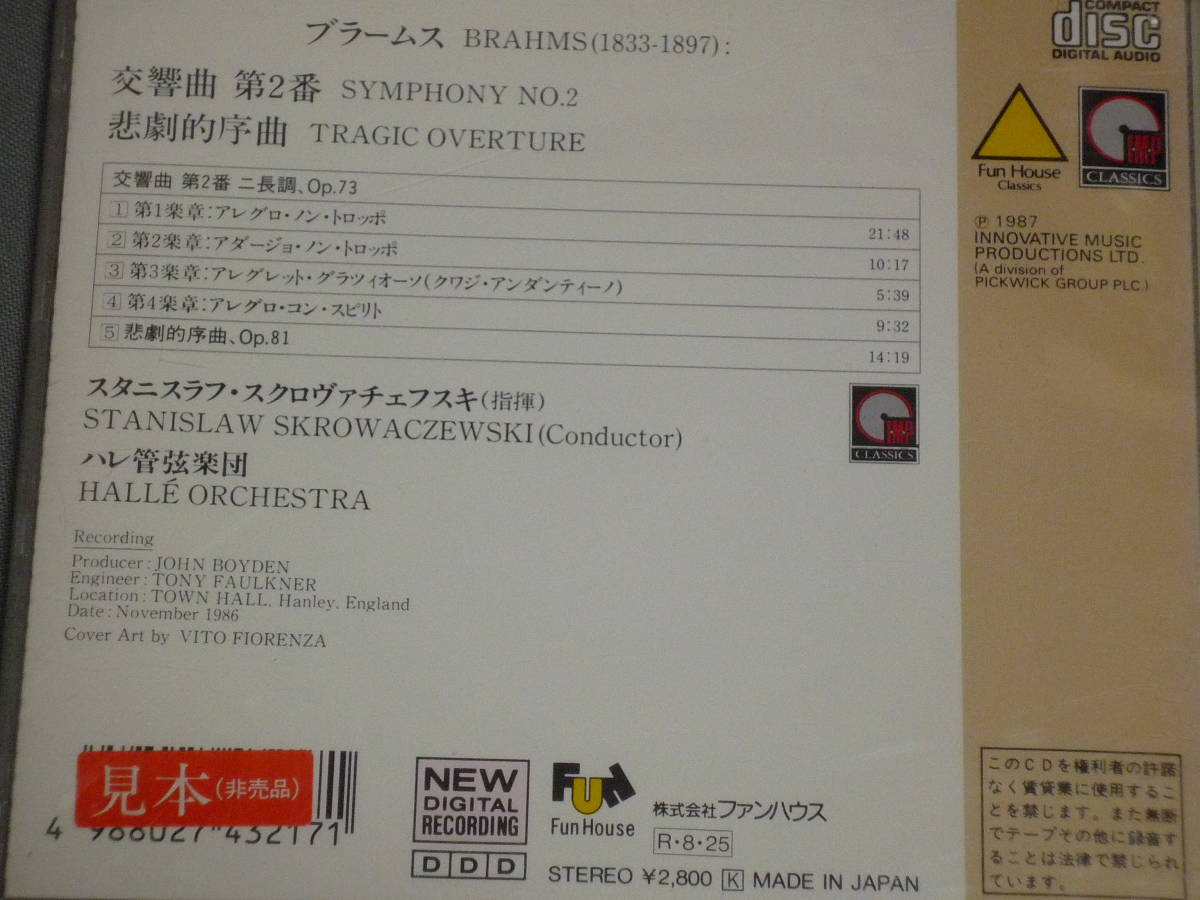 ブラームス BRAHMS(1833-1897):
交響曲 第2番 SYMPHONY NO.2
悲劇的序曲 TRAGIC OVERTURE
交響曲 第2番 ニ長調、Op.73
1 第1楽章:アレグロ・ノン・トロッポ 21:48
2 第2楽章:アダージョ・ノン・トロッポ 10:17
3 第3楽章:アレグレット・グラツィオーソ(クワジ・アンダンティーノ) 5:39
4 第4楽章:アレグロ・コン・スピリト 9:32
5 悲劇的序曲、Op.81 14:19
スタニスラフ・スクロヴァチェフスキ(指揮)
STANISLAW SKROWACZEWSKI(Conductor)
ハレ管弦楽団
HALLÉ ORCHESTRA
IMP
CLASSICS
Recording
Producer:JOHN BOYDEN
Engineer:TONY FAULKNER
Location:TOWN HALL, Hanley, England
Date:November 1986
Cover Art by VITO FIORENZA
見本(非売品)
4 988027 432171
NEW
DIGITAL
RECORDING
DDD
Fun
Fun House
株式会社ファンハウス
R・8・25
STEREO ¥2,800 K MADE IN JAPAN
COMPACT
disc
DIGITAL AUDIO
Fun House
Classics
IMP
CLASSICS
℗ 1987
INNOVATIVE MUSIC
PRODUCTIONS LTD.
(A division of
PICKWICK GROUP PLC.)
このCDを権利者の許諾
なく賃貸業に使用するこ
とを禁じます。また無断
でテープその他に録音す
ることは法律で禁じられ
ています。